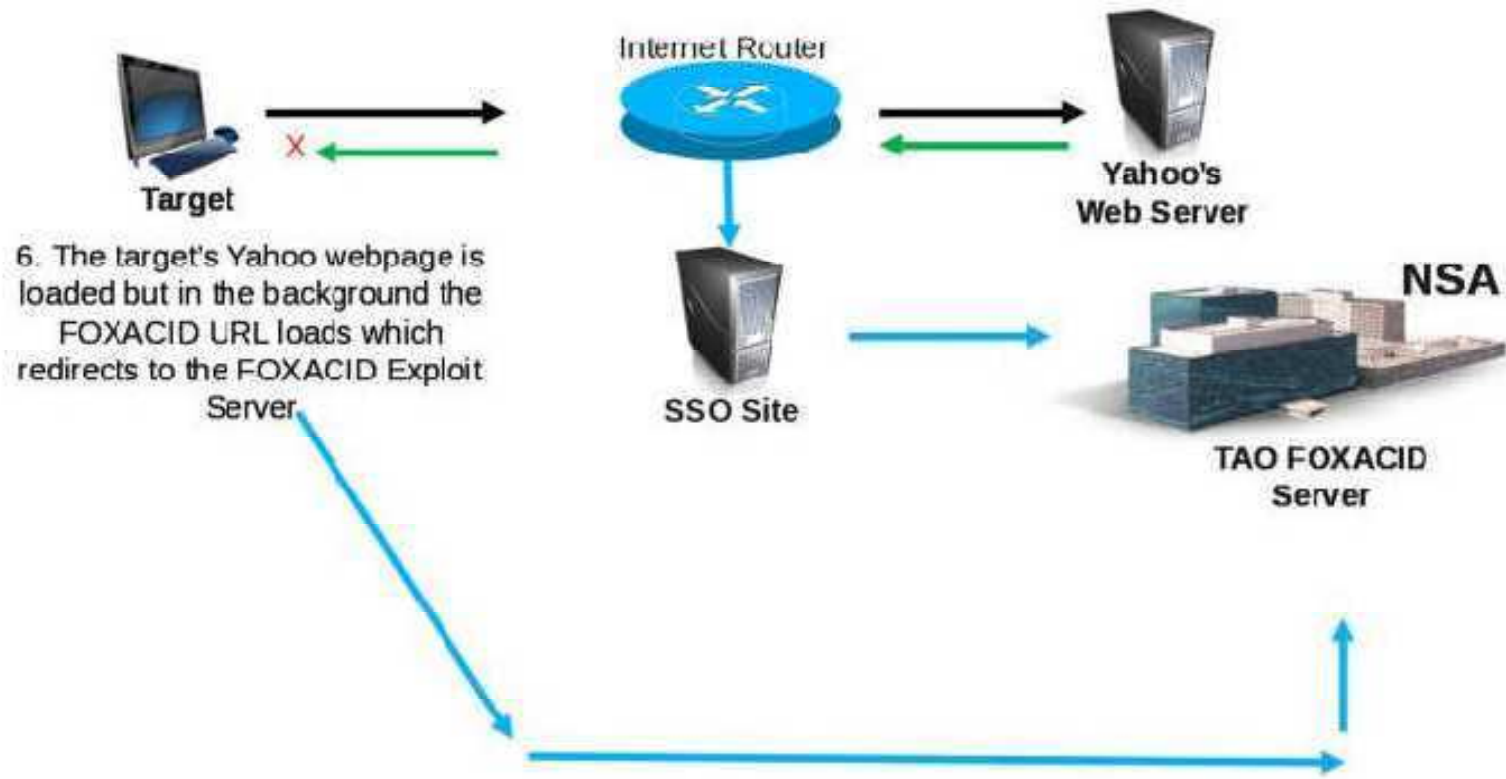 Internet Router
Target
Yahoo's
Web Server
6. The target's Yahoo webpage is
loaded but in the background the
FOXACID URL loads which
redirects to the FOXACID Exploit
Server
X
SSO Site
NSA
TAO FOXACID
Server